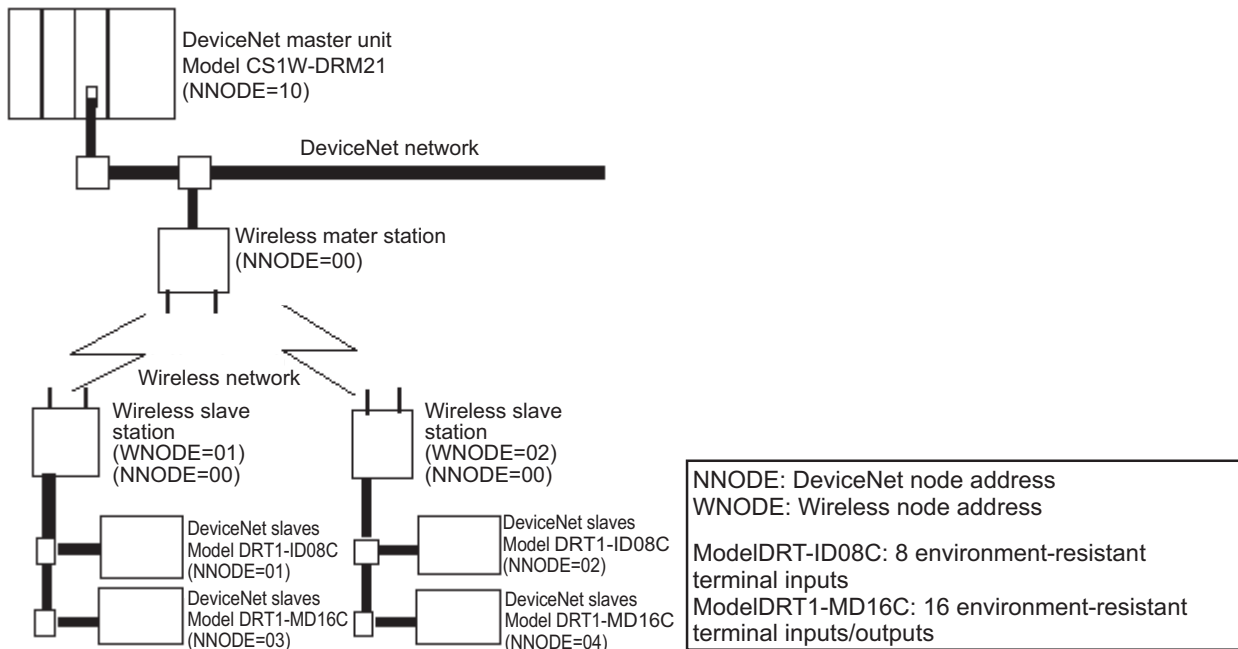 DeviceNet master unit
Model CS1W-DRM21
(NNODE=10)
DeviceNet network
Wireless mater station
(NNODE=00)
Wireless network
Wireless slave
station
(WNODE=01)
(NNODE=00)
Wireless slave
station
(WNODE=02)
(NNODE=00)
DeviceNet slaves
Model DRT1-ID08C
(NNODE=01)
DeviceNet slaves
Model DRT1-ID08C
(NNODE=02)
DeviceNet slaves
Model DRT1-MD16C
(NNODE=03)
DeviceNet slaves
Model DRT1-MD16C
(NNODE=04)
NNODE: DeviceNet node address
WNODE: Wireless node address
ModelDRT-ID08C: 8 environment-resistant
terminal inputs
ModelDRT1-MD16C: 16 environment-resistant
terminal inputs/outputs